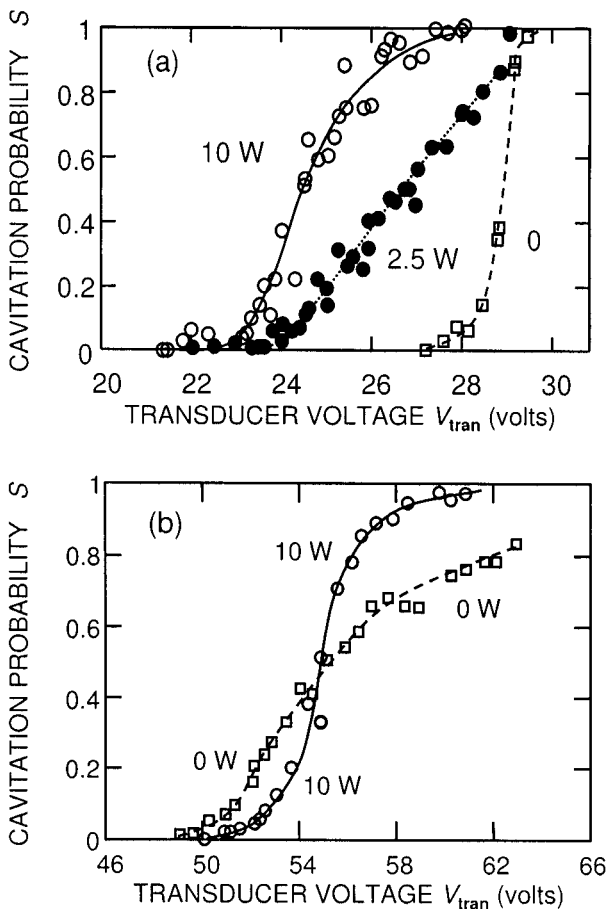 CAVITATION PROBABILITY S
1
0.8
0.6
0.4
0.2
0
(a)
10 W
2.5 W
0
20 22 24 26 28 30
TRANSDUCER VOLTAGE Vtran (volts)
CAVITATION PROBABILITY S
1
0.8
0.6
0.4
0.2
0
(b)
10 W
0 W
0 W
10 W
46 50 54 58 62 66
TRANSDUCER VOLTAGE Vtran (volts)